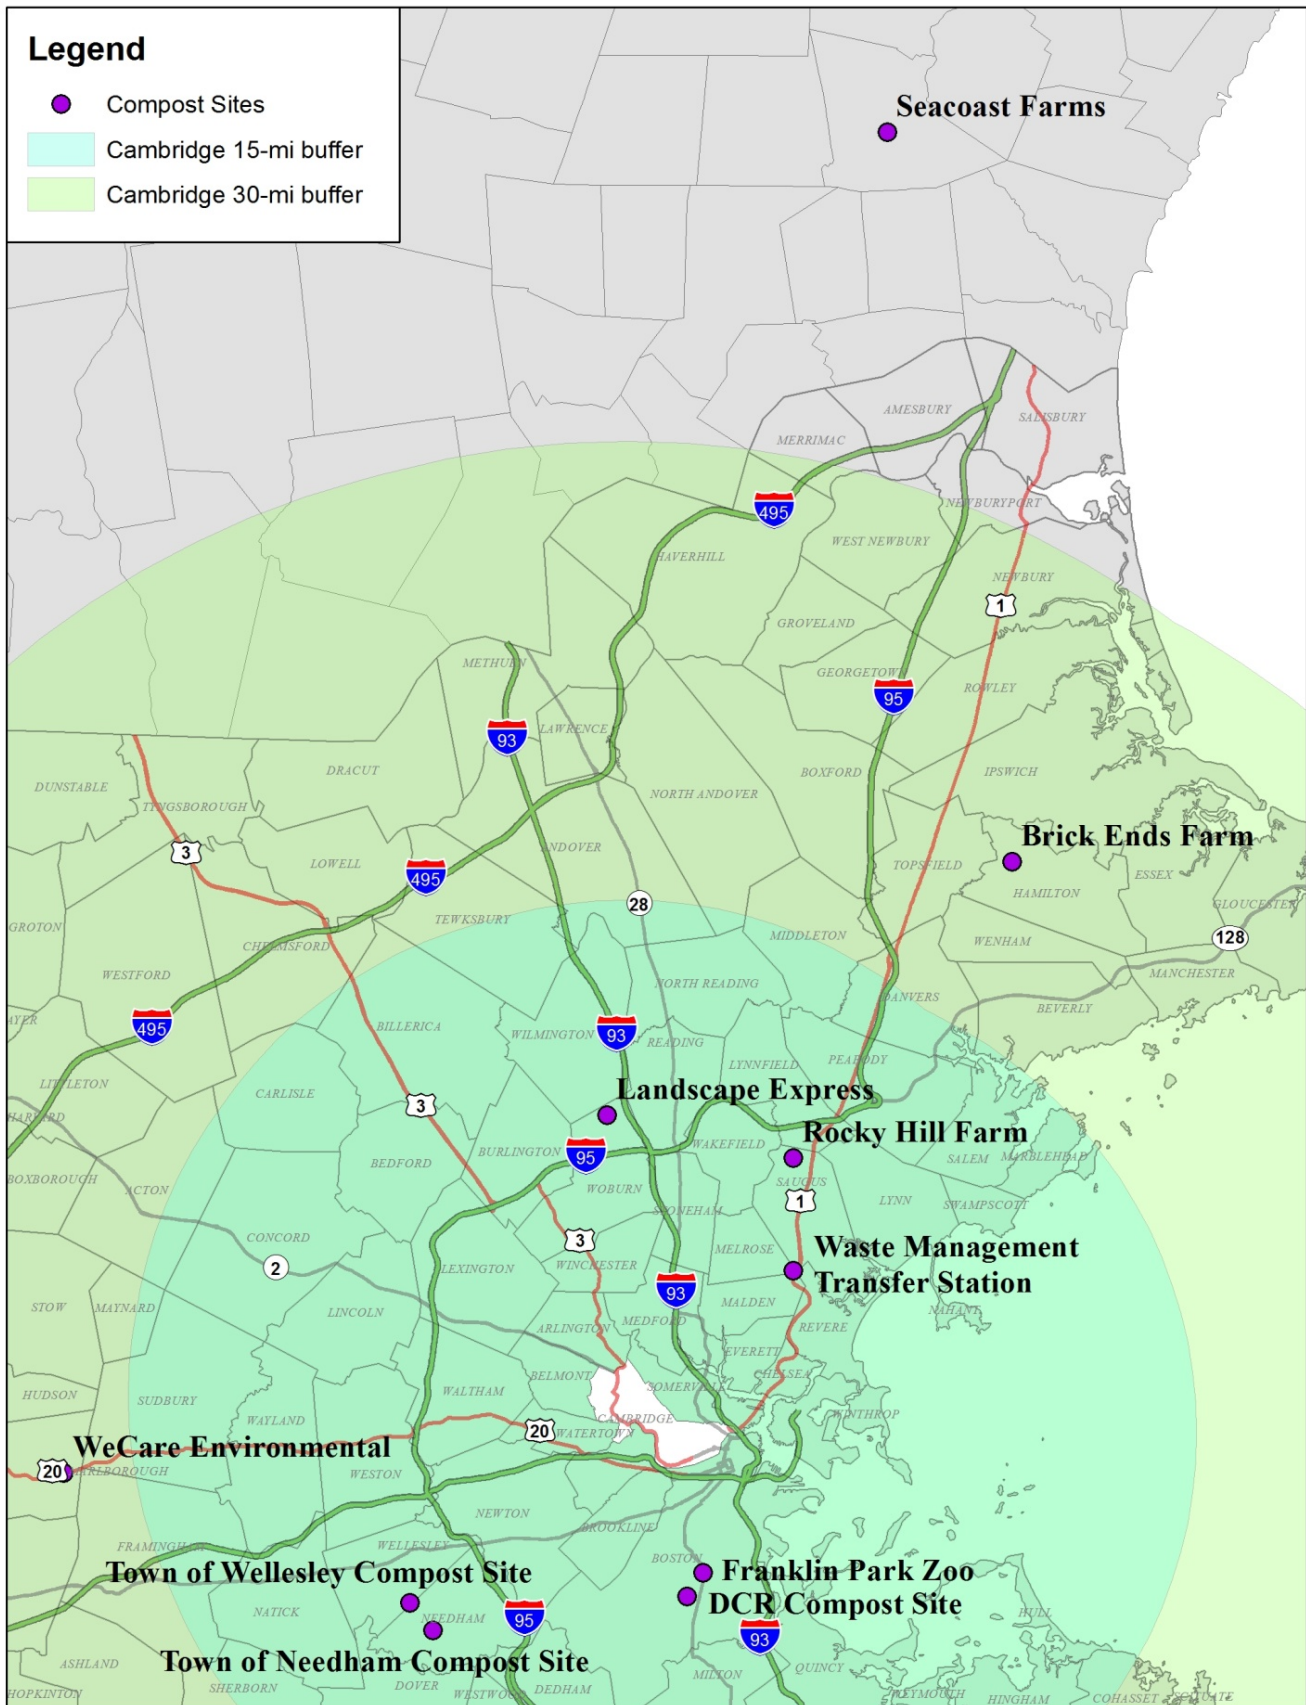 Legend
Compost Sites
Cambridge 15-mi buffer
Cambridge 30-mi buffer
Seacoast Farms
AMESBURY
SALISBURY
MERRIMAC
495
NEWBURYPORT
WEST NEWBURY
HAVERHILL
NEWBURY
1
GROVELAND
METHUEN
GEORGETOWN
95
ROWLEY
93
LAWRENCE
DRACUT
BOXFORD
IPSWICH
DUNSTABLE
NORTH ANDOVER
TYNGSBOROUGH
Brick Ends Farm
3
ANDOVER
LOWELL
TOPSFIELD
495
ESSEX
HAMILTON
28
GLOUCESTER
TEWKSBURY
GROTON
MIDDLETON
128
CHELMSFORD
WENHAM
WESTFORD
MANCHESTER
NORTH READING
DANVERS
BEVERLY
AYER
495
BILLERICA
WILMINGTON
93
READING
PEABODY
LYNNFIELD
LITTLETON
CARLISLE
Landscape Express
3
HARVARD
Rocky Hill Farm
WAKEFIELD
BURLINGTON
95
SALEM
MARBLEHEAD
BEDFORD
BOXBOROUGH
ACTON
WOBURN
SAUGUS
1
LYNN
SWAMPSCOTT
STONEHAM
CONCORD
3
MELROSE
Waste Management
Transfer Station
2
LEXINGTON
WINCHESTER
93
MALDEN
STOW
MAYNARD
LINCOLN
NAHANT
ARLINGTON
MEDFORD
REVERE
EVERETT
BELMONT
CHELSEA
HUDSON
SUDBURY
WALTHAM
SOMERVILLE
WAYLAND
CAMBRIDGE
WINTHROP
20
WATERTOWN
WeCare Environmental
20
MARLBOROUGH
WESTON
NEWTON
BROOKLINE
FRAMINGHAM
WELLESLEY
BOSTON
Town of Wellesley Compost Site
Franklin Park Zoo
DCR Compost Site
NATICK
NEEDHAM
95
HULL
93
Town of Needham Compost Site
ASHLAND
QUINCY
MILTON
SHERBORN
DOVER
WESTWOOD
DEDHAM
HOPKINTON
WEYMOUTH
HINGHAM
COHASSET
SCITUATE